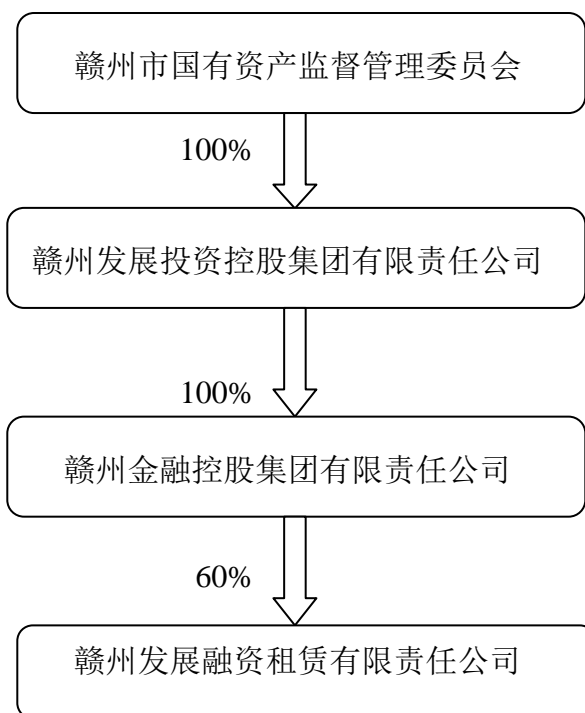 赣州市国有资产监督管理委员会
100%
赣州发展投资控股集团有限责任公司
100%
赣州金融控股集团有限责任公司
60%
赣州发展融资租赁有限责任公司